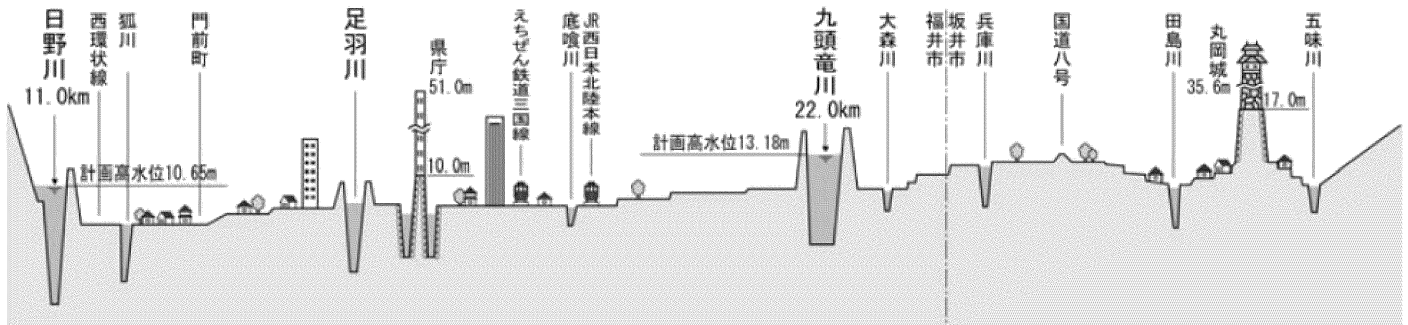 日野川
11.0km
西環状線
狐川
門前町
計画高水位10.65m
足羽川
県庁
51.0m
10.0m
えちぜん鉄道三国線
底喰川
JR西日本北陸本線
計画高水位13.18m
九頭竜川
22.0km
大森川
福井市
坂井市
兵庫川
国道八号
田島川
丸岡城
35.6m
17.0m
五味川